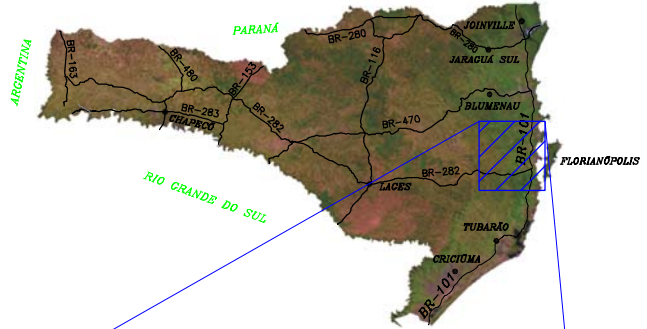 JOINVILLE
PARANÁ
BR-280
BR-280
JARAGUÁ SUL
ARGENTINA
BR-163
BR-480
BR-153
BR-116
BLUMENAU
BR-283
CHAPECÓ
BR-282
BR-470
BR-101
FLORIANÓPOLIS
BR-282
LAGES
RIO GRANDE DO SUL
TUBARÃO
CRICIÚMA
BR-101